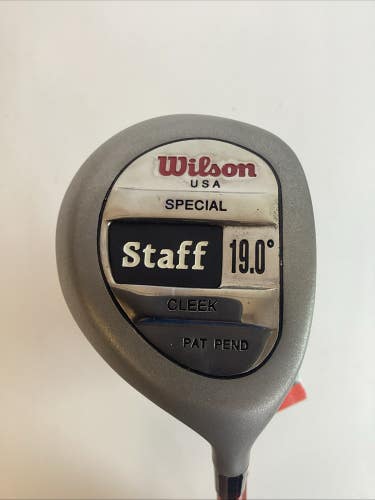 Wilson
USA
SPECIAL
Staff 19.0°
CLEEK
PAT PEND